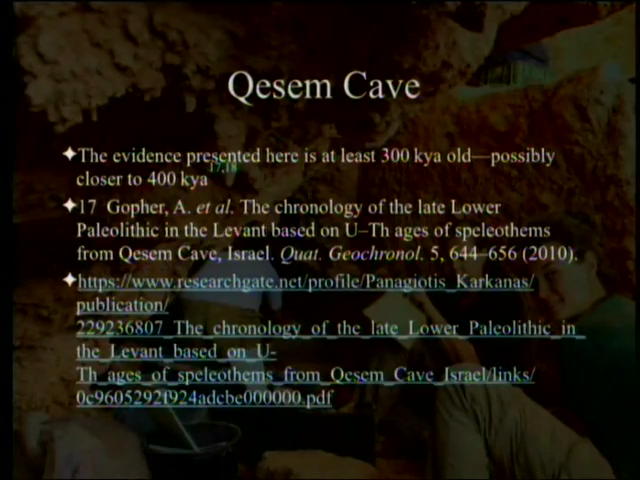 Qesem Cave
✦The evidence presented here is at least 300 kya old—possibly
closer to 400 kya17,18
✦17 Gopher, A. et al. The chronology of the late Lower
Paleolithic in the Levant based on U–Th ages of speleothems
from Qesem Cave, Israel. Quat. Geochronol. 5, 644–656 (2010).
✦https://www.researchgate.net/profile/Panagiotis_Karkanas/
publication/
229236807_The_chronology_of_the_late_Lower_Paleolithic_in_
the_Levant_based_on_U-
Th_ages_of_speleothems_from_Qesem_Cave_Israel/links/
0c9605292f924adcbe000000.pdf